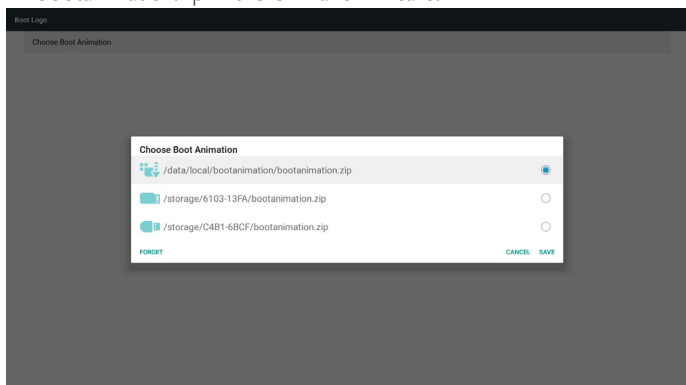 Boot Logo
Choose Boot Animation
Choose Boot Animation
/data/local/bootanimation/bootanimation.zip
/storage/6103-13FA/bootanimation.zip
/storage/C4B1-6BCF/bootanimation.zip
FORGET CANCEL SAVE